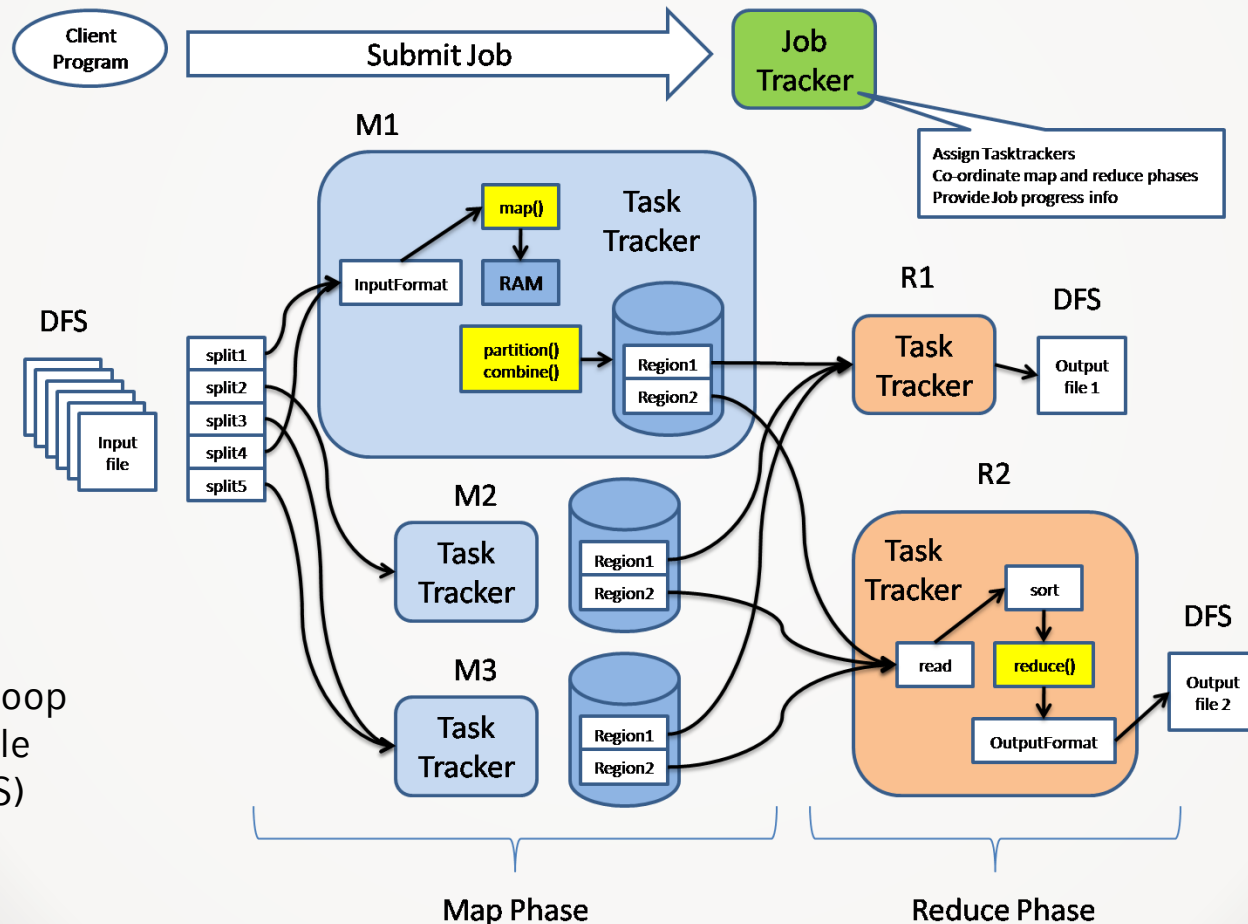 Client
Program
Submit Job
Job
Tracker
Assign Tasktrackers
Co-ordinate map and reduce phases
Provide Job progress info
M1
map()
Task
Tracker
InputFormat
RAM
partition()
combine()
Region1
Region2
DFS
Input
file
split1
split2
split3
split4
split5
R1
Task
Tracker
DFS
Output
file 1
M2
Task
Tracker
Region1
Region2
M3
Task
Tracker
Region1
Region2
R2
Task
Tracker
sort
read
reduce()
OutputFormat
DFS
Output
file 2
oop
le
S)
Map Phase
Reduce Phase